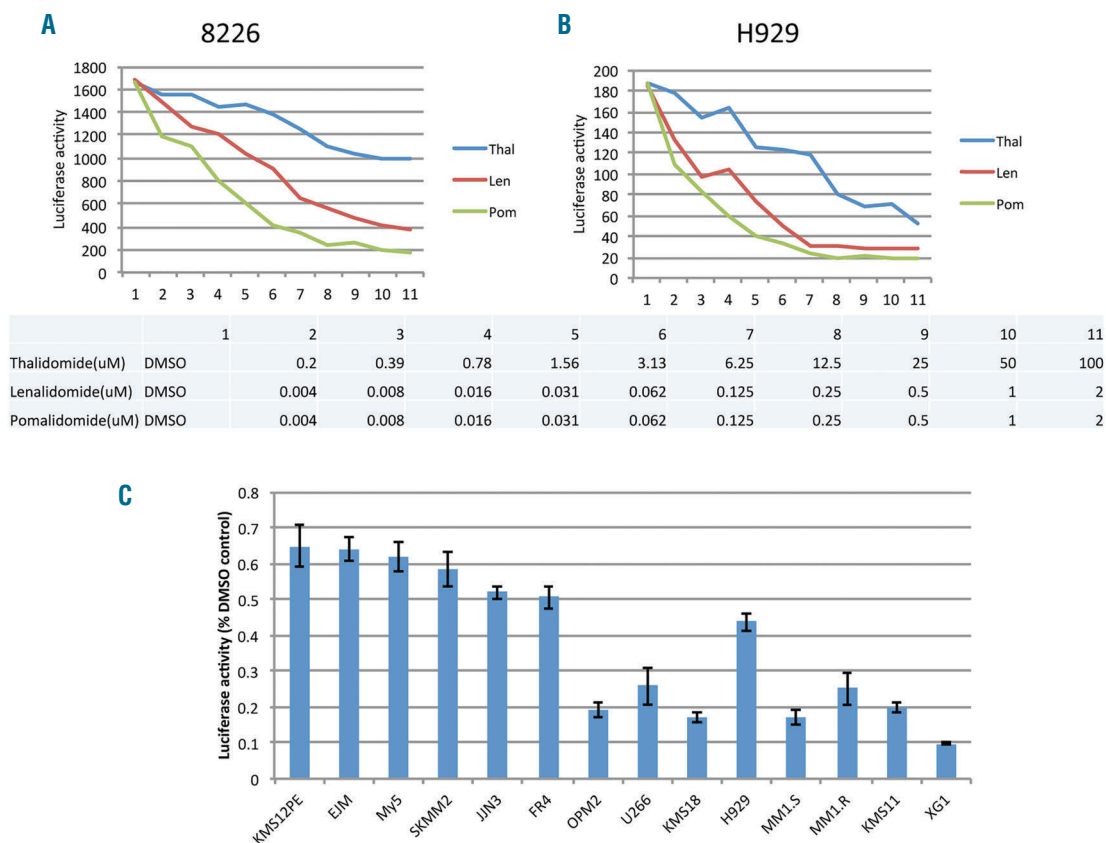 A
8226
Luciferase activity
1800
1600
1400
1200
1000
800
600
400
200
0
1 2 3 4 5 6 7 8 9 10 11
Thal
Len
Pom
B
H929
Luciferase activity
200
180
160
140
120
100
80
60
40
20
0
1 2 3 4 5 6 7 8 9 10 11
Thal
Len
Pom
1 2 3 4 5 6 7 8 9 10 11
Thalidomide(uM) DMSO 0.2 0.39 0.78 1.56 3.13 6.25 12.5 25 50 100
Lenalidomide(uM) DMSO 0.004 0.008 0.016 0.031 0.062 0.125 0.25 0.5 1 2
Pomalidomide(uM) DMSO 0.004 0.008 0.016 0.031 0.062 0.125 0.25 0.5 1 2
C
Luciferase activity (% DMSO control)
0.8
0.7
0.6
0.5
0.4
0.3
0.2
0.1
0
KMS12PE EJM My5 SKMM2 JJN3 FR4 OPM2 U266 KMS18 H929 MM1.S MM1.R KMS11 XG1